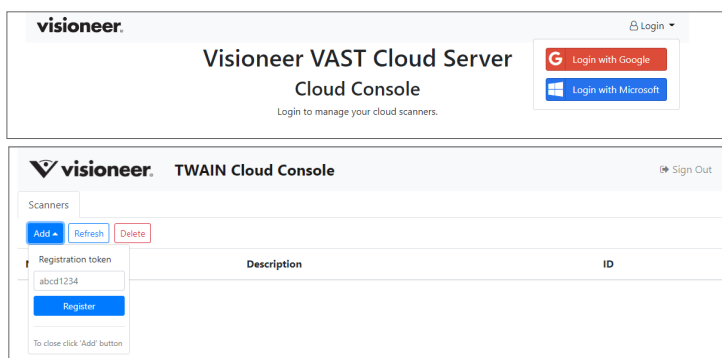 visioneer.
Login
Visioneer VAST Cloud Server
Login with Google
Cloud Console
Login with Microsoft
Login to manage your cloud scanners.
visioneer. TWAIN Cloud Console
Sign Out
Scanners
Add Refresh Delete
Registration token
Description ID
abcd1234
Register
To close click 'Add' button